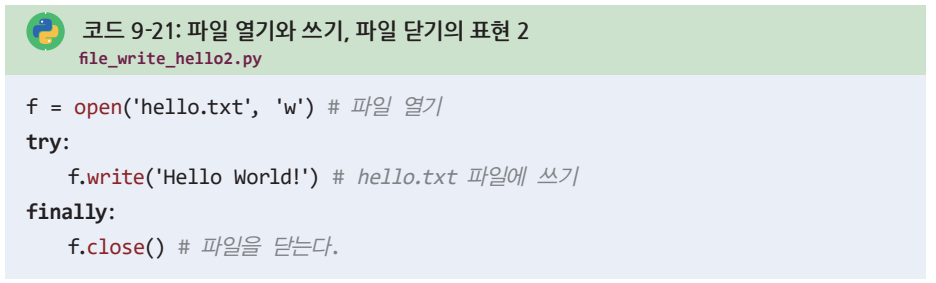 코드 9-21: 파일 열기와 쓰기, 파일 닫기의 표현 2
file_write_hello2.py
f = open('hello.txt', 'w') # 파일 열기
try:
    f.write('Hello World!') # hello.txt 파일에 쓰기
finally:
    f.close() # 파일을 닫는다.